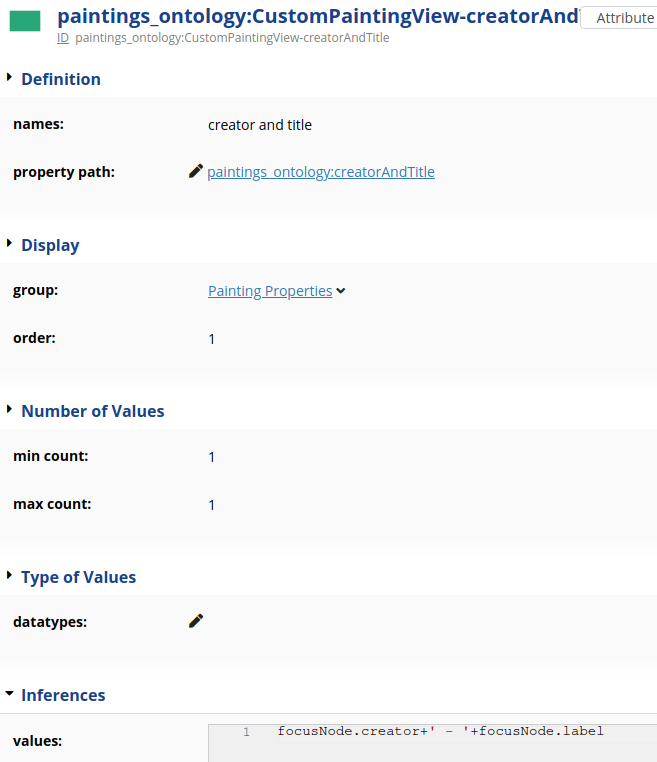 paintings_ontology:CustomPaintingView-creatorAnd
Attribute
ID paintings_ontology:CustomPaintingView-creatorAndTitle
Definition
names: creator and title
property path: paintings_ontology:creatorAndTitle
Display
group: Painting Properties
order: 1
Number of Values
min count: 1
max count: 1
Type of Values
datatypes:
Inferences
values: 1 focusNode.creator+' - '+focusNode.label